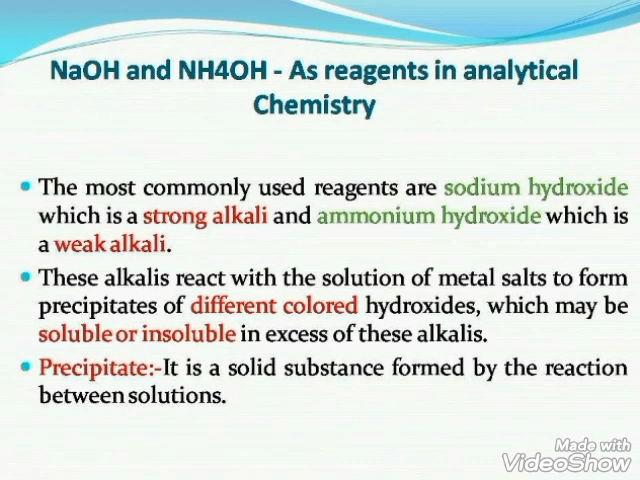 NaOH and NH4OH - As reagents in analytical
Chemistry
• The most commonly used reagents are sodium hydroxide
which is a strong alkali and ammonium hydroxide which is
a weak alkali.
• These alkalis react with the solution of metal salts to form
precipitates of different colored hydroxides, which may be
soluble or insoluble in excess of these alkalis.
• Precipitate:-It is a solid substance formed by the reaction
between solutions.
Made with
VideoShow